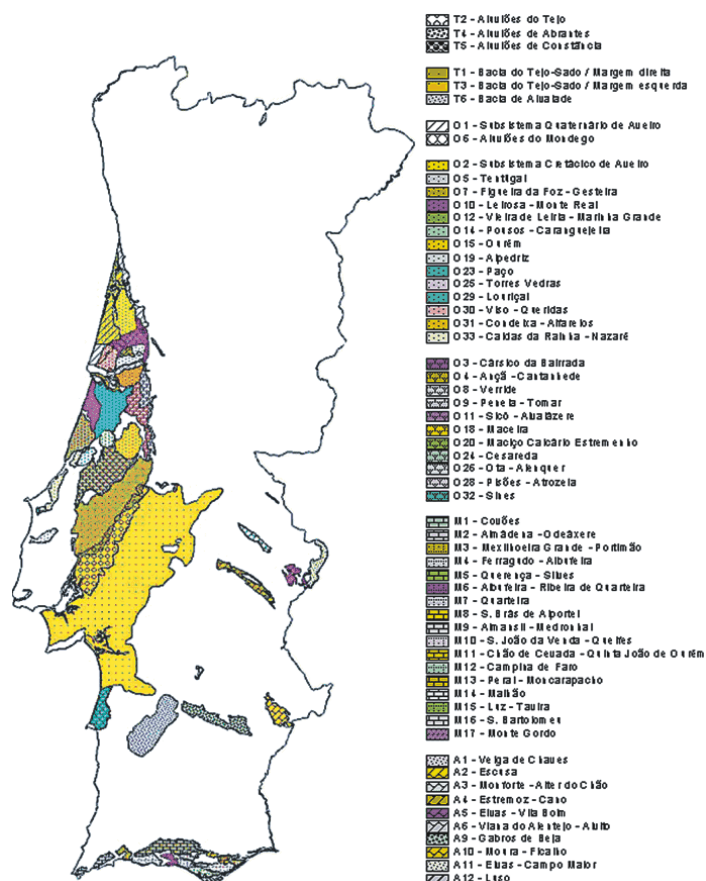 T2 - Aluviões do Tejo
T4 - Aluviões de Abrantes
T5 - Aluviões de Constância
T1 - Bacia do Tejo-Sado / Margem direita
T3 - Bacia do Tejo-Sado / Margem esquerda
T6 - Bacia de Alvalade
O1 - Subsistema Quaternário de Aveiro
O6 - Aluviões do Mondego
O2 - Subsistema Cretácico de Aveiro
O5 - Tentúgal
O7 - Figueira da Foz - Gesteira
O10 - Leirosa - Monte Real
O12 - Vieira de Leiria - Marinha Grande
O14 - Pousos - Caranguejeira
O15 - Ourém
O19 - Alpedriz
O23 - Paço
O25 - Torres Vedras
O29 - Louriçal
O30 - Viso - Queridas
O31 - Condeixa - Alfarelos
O33 - Caldas da Rainha - Nazaré
O3 - Cársico da Bairrada
O4 - Ançã - Cantanhede
O8 - Verride
O9 - Penela - Tomar
O11 - Sicó - Alvaiázere
O18 - Maceira
O20 - Maciço Calcário Estremenho
O24 - Cesareda
O26 - Ota - Alenquer
O28 - Pisões - Atrozela
O32 - Sines
M1 - Covões
M2 - Almádena - Odeáxere
M3 - Mexilhoeira Grande - Portimão
M4 - Ferragudo - Albufeira
M5 - Querença - Silves
M6 - Albufeira - Ribeira de Quarteira
M7 - Quarteira
M8 - S. Brás de Alportel
M9 - Almansil - Medronhal
M10 - S. João da Venda - Quelfes
M11 - Chão de Cevada - Quinta João de Ourém
M12 - Campina de Faro
M13 - Peral - Moncarapacho
M14 - Malhão
M15 - Luz - Tavira
M16 - S. Bartolomeu
M17 - Monte Gordo
A1 - Veiga de Chaves
A2 - Escusa
A3 - Monforte - Alter do Chão
A4 - Estremoz - Cano
A5 - Elvas - Vila Boim
A6 - Viana do Alentejo - Alvito
A9 - Gabros de Beja
A10 - Moura - Ficalho
A11 - Elvas - Campo Maior
A12 - Luso